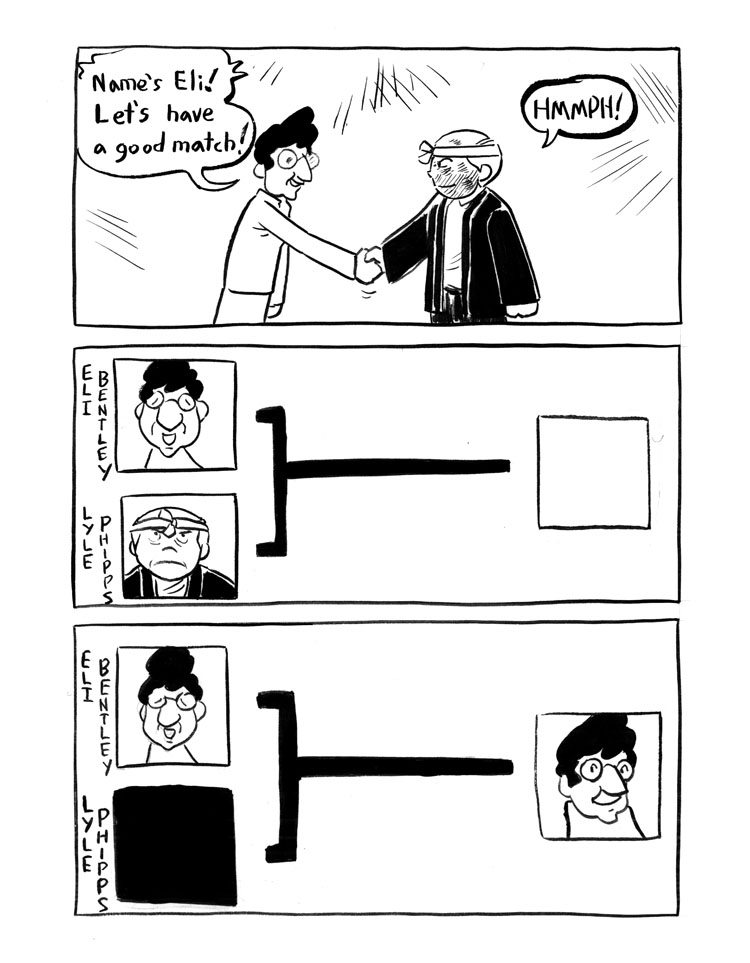 Name's Eli!
Let's have
a good match!
HMMPH!
ELI
BENTLEY
LYLE
PHIPPS
ELI
BENTLEY
LYLE
PHIPPS